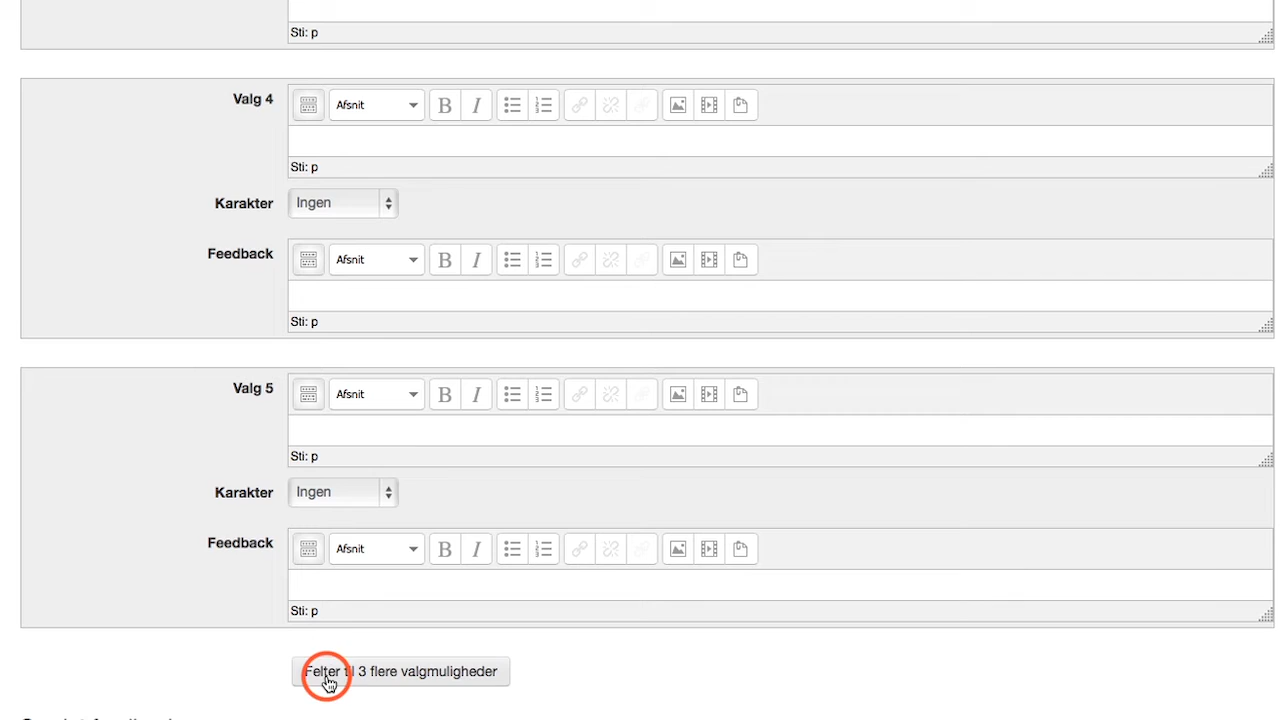 Sti: p
Valg 4
Afsnit
Sti: p
Karakter
Ingen
Feedback
Afsnit
Sti: p
Valg 5
Afsnit
Sti: p
Karakter
Ingen
Feedback
Afsnit
Sti: p
Felter til 3 flere valgmuligheder